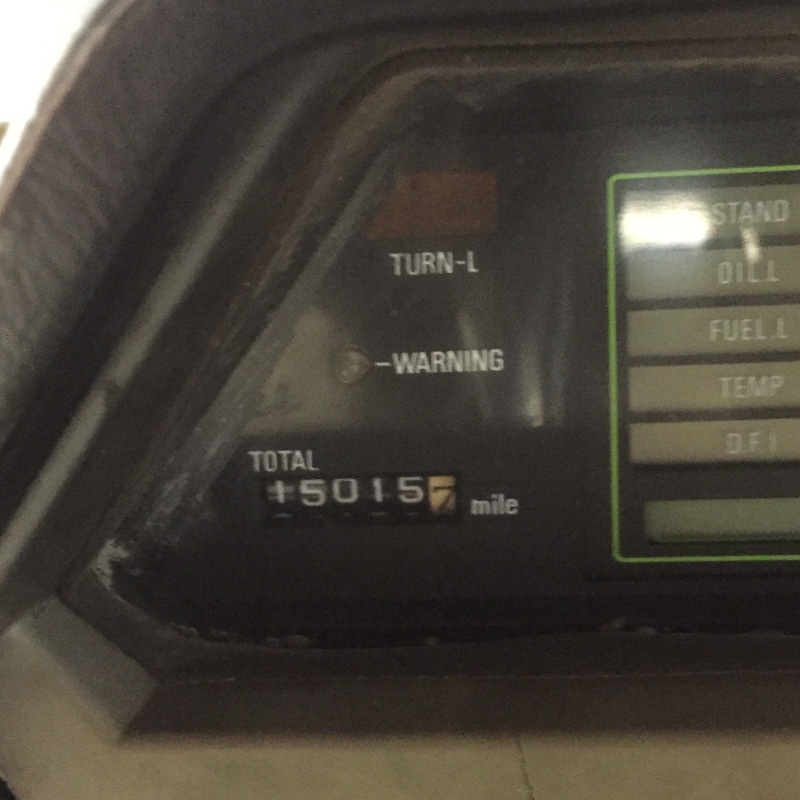 TURN-L
-WARNING
TOTAL
15015 mile
STAND
OIL.L
FUEL.L
TEMP
D.F.I